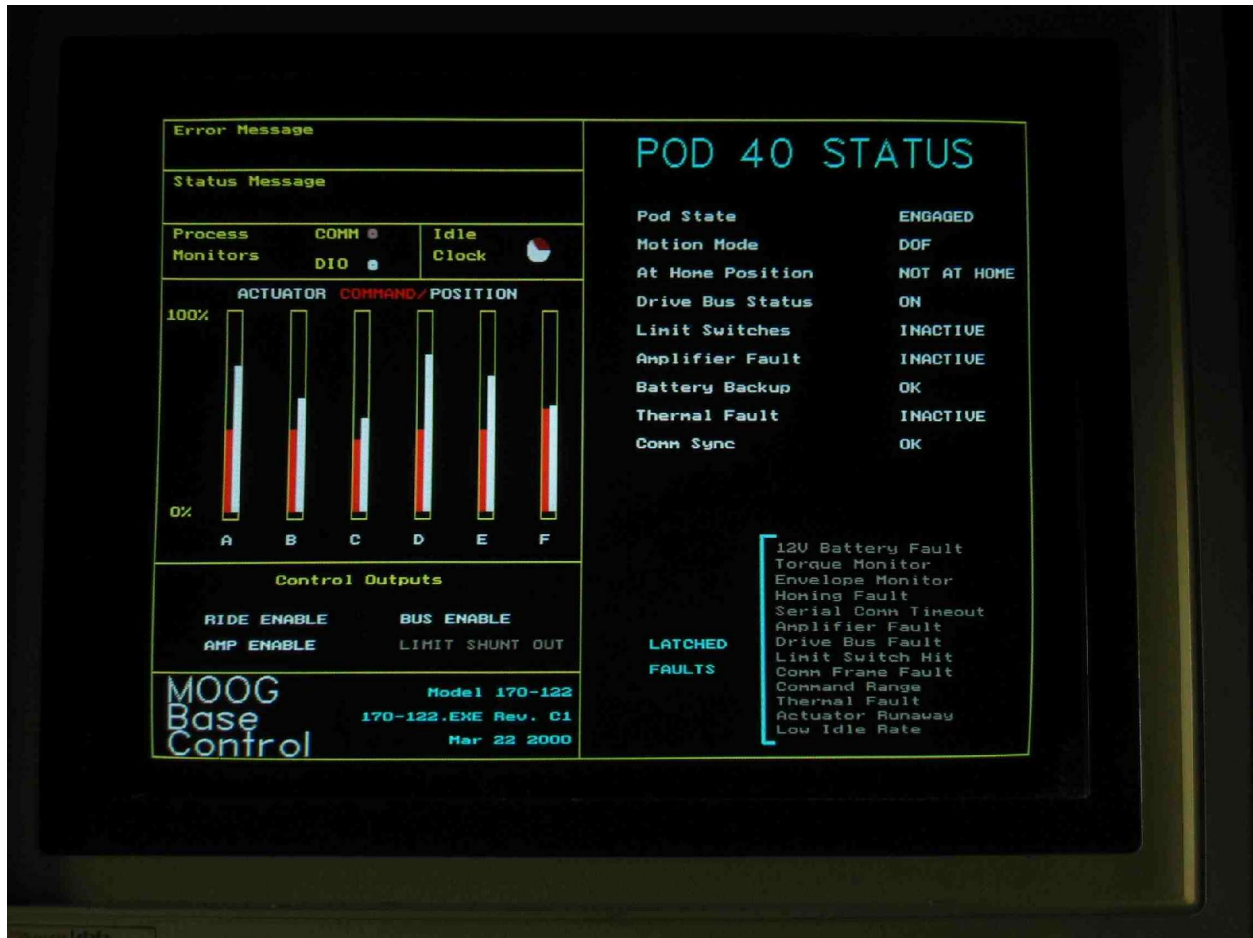 Error Message
Status Message
Process Monitors
COMM
DIO
Idle Clock
ACTUATOR COMMAND/POSITION
100%
0%
A B C D E F
Control Outputs
RIDE ENABLE BUS ENABLE
AMP ENABLE LIMIT SHUNT OUT
MOOG
Base
Control
Model 170-122
170-122.EXE Rev. C1
Mar 22 2000
POD 40 STATUS
Pod State ENGAGED
Motion Mode DOF
At Home Position NOT AT HOME
Drive Bus Status ON
Limit Switches INACTIVE
Amplifier Fault INACTIVE
Battery Backup OK
Thermal Fault INACTIVE
Comm Sync OK
LATCHED
FAULTS
12V Battery Fault
Torque Monitor
Envelope Monitor
Homing Fault
Serial Comm Timeout
Amplifier Fault
Drive Bus Fault
Limit Switch Hit
Comm Frame Fault
Command Range
Thermal Fault
Actuator Runaway
Low Idle Rate